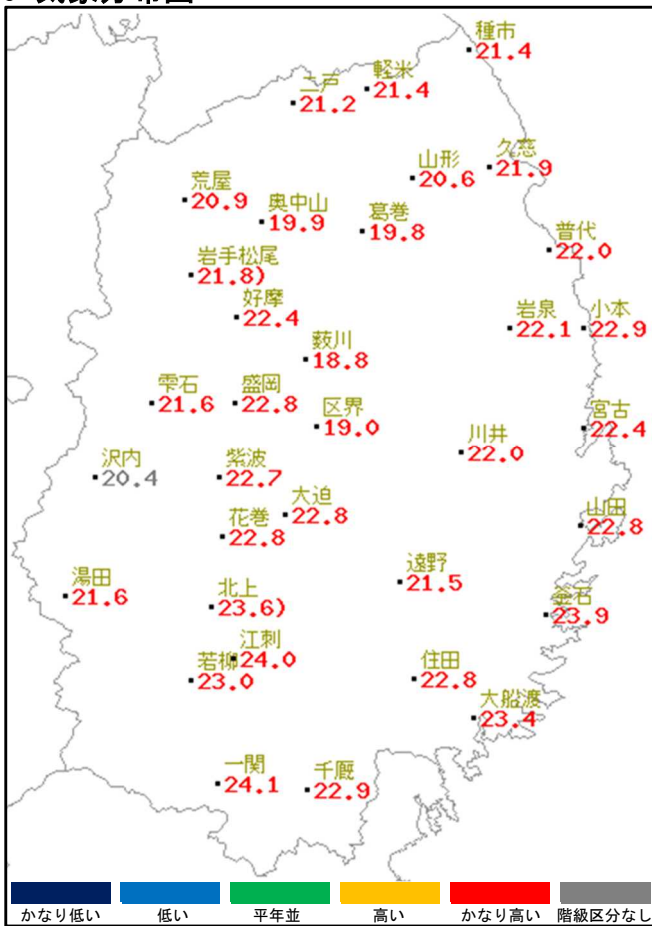 種市
21.4
軽米
21.4
二戸
21.2
久慈
21.9
山形
20.6
荒屋
20.9
奥中山
19.9
葛巻
19.8
普代
22.0
岩手松尾
21.8)
好摩
22.4
岩泉
22.1
小本
22.9
薮川
18.8
雫石
21.6
盛岡
22.8
区界
19.0
宮古
22.4
川井
22.0
沢内
20.4
紫波
22.7
大迫
22.8
花巻
22.8
山田
22.8
遠野
21.5
湯田
21.6
北上
23.6)
釜石
23.9
江刺
24.0
若柳
23.0
住田
22.8
大船渡
23.4
一関
24.1
千厩
22.9
かなり低い 低い 平年並 高い かなり高い 階級区分なし